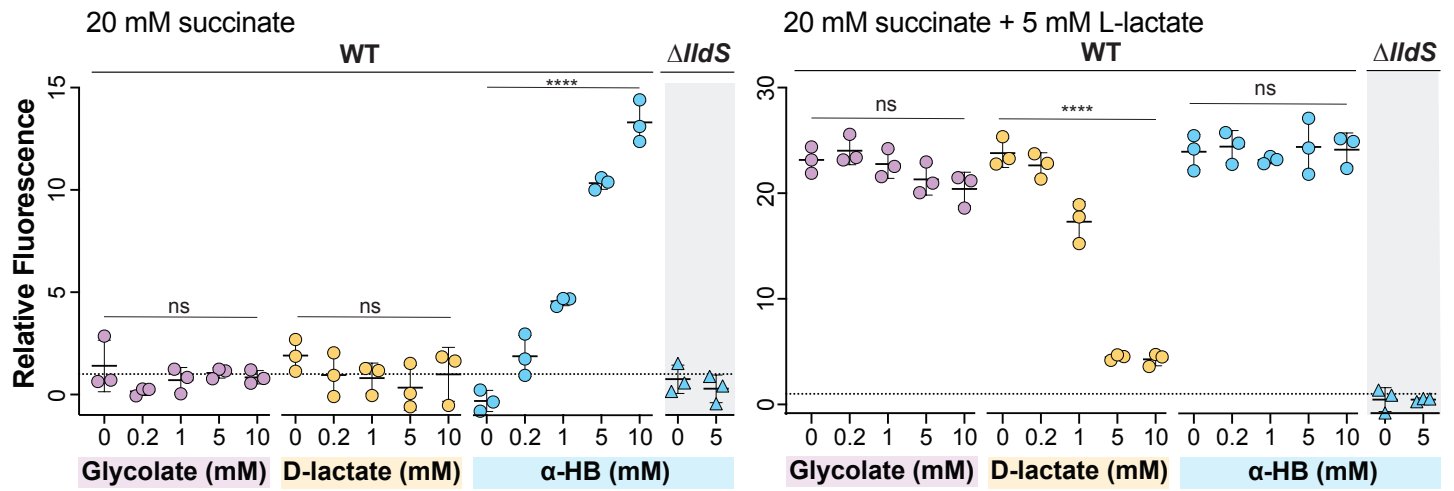 20 mM succinate
WT
ΔlldS
Relative Fluorescence
15
10
5
0
ns
ns
****
0 0.2 1 5 10
0 0.2 1 5 10
0 0.2 1 5 10
0 5
Glycolate (mM)
D-lactate (mM)
α-HB (mM)
20 mM succinate + 5 mM L-lactate
WT
ΔlldS
30
20
10
0
ns
****
ns
0 0.2 1 5 10
0 0.2 1 5 10
0 0.2 1 5 10
0 5
Glycolate (mM)
D-lactate (mM)
α-HB (mM)